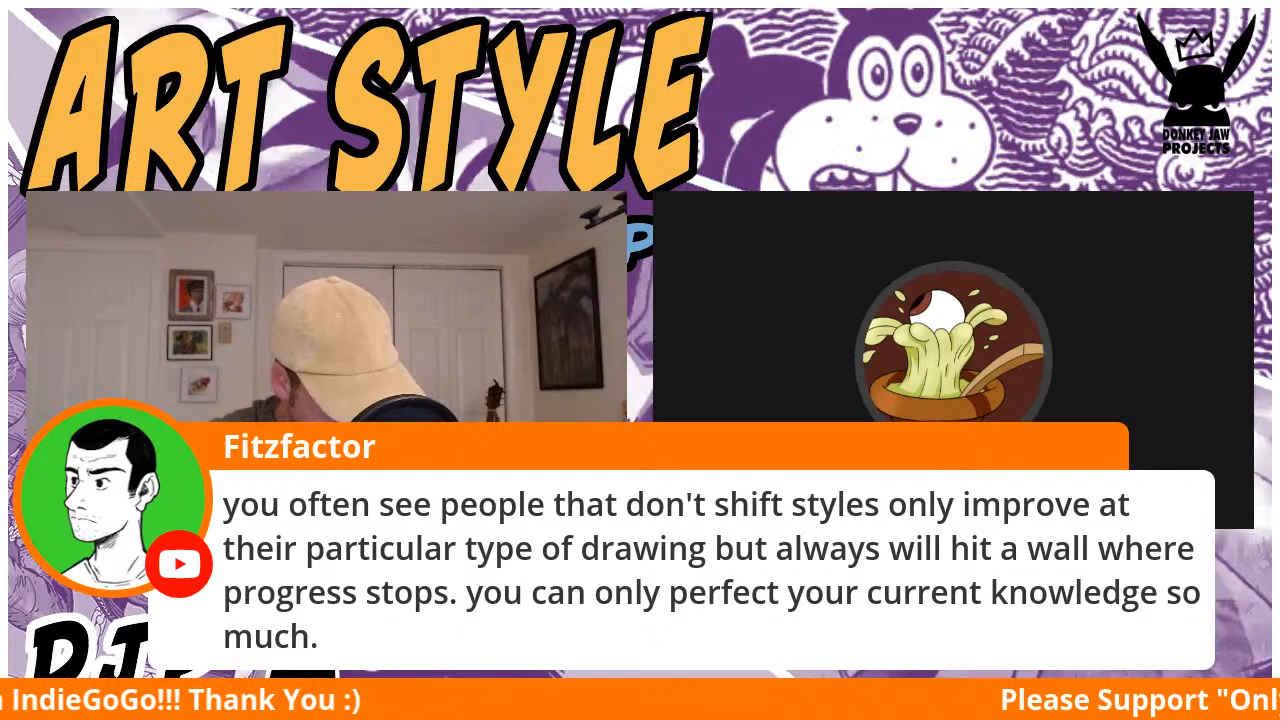 ART STYLE
DONKEY JAW
PROJECTS
P
Fitzfactor
you often see people that don't shift styles only improve at
their particular type of drawing but always will hit a wall where
progress stops. you can only perfect your current knowledge so
much.
IndieGoGo!!! Thank You :)
Please Support "Onl